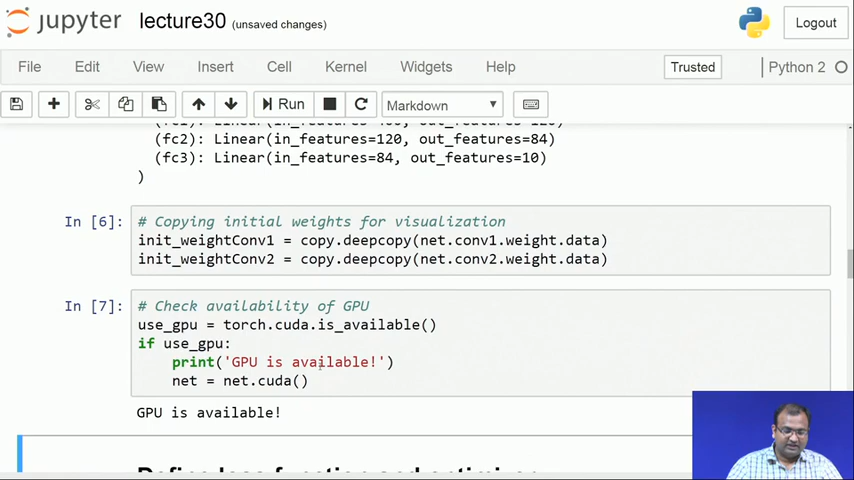 jupyter lecture30 (unsaved changes)
Logout
File Edit View Insert Cell Kernel Widgets Help Trusted Python 2
Run Markdown
(fc2): Linear(in_features=120, out_features=84)
(fc3): Linear(in_features=84, out_features=10)
)
In [6]: # Copying initial weights for visualization
init_weightConv1 = copy.deepcopy(net.conv1.weight.data)
init_weightConv2 = copy.deepcopy(net.conv2.weight.data)
In [7]: # Check availability of GPU
use_gpu = torch.cuda.is_available()
if use_gpu:
print('GPU is available!')
net = net.cuda()
GPU is available!